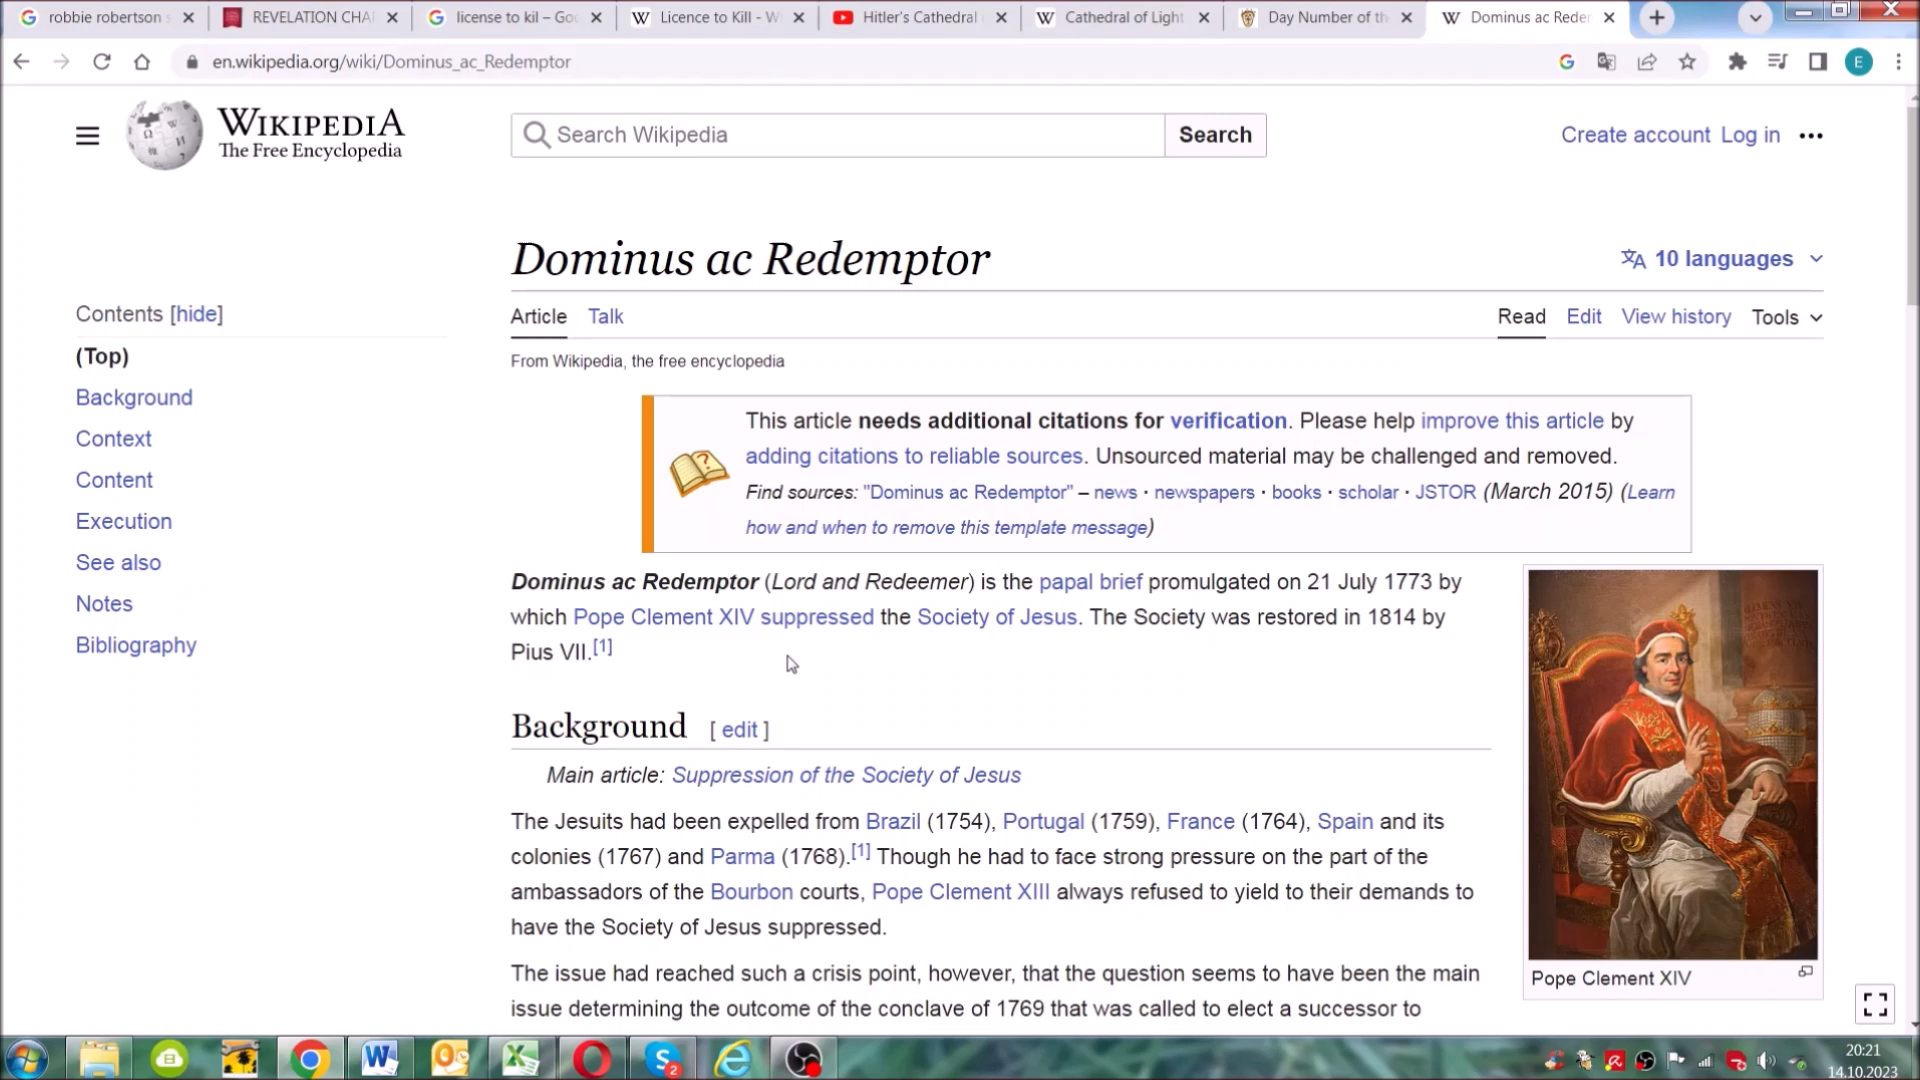 robbie robertson s
REVELATION CHA
license to kil – Goo
Licence to Kill - W
Hitler's Cathedral
Cathedral of Light
Day Number of th
Dominus ac Reder
en.wikipedia.org/wiki/Dominus_ac_Redemptor
E
WIKIPEDIA
The Free Encyclopedia
Search Wikipedia
Search
Create account Log in
Dominus ac Redemptor
10 languages
Contents [hide]
(Top)
Background
Context
Content
Execution
See also
Notes
Bibliography
Article Talk
Read Edit View history Tools
From Wikipedia, the free encyclopedia
This article needs additional citations for verification. Please help improve this article by
adding citations to reliable sources. Unsourced material may be challenged and removed.
Find sources: "Dominus ac Redemptor" – news · newspapers · books · scholar · JSTOR (March 2015) (Learn
how and when to remove this template message)
Dominus ac Redemptor (Lord and Redeemer) is the papal brief promulgated on 21 July 1773 by
which Pope Clement XIV suppressed the Society of Jesus. The Society was restored in 1814 by
Pius VII.[1]
Background [ edit ]
Main article: Suppression of the Society of Jesus
The Jesuits had been expelled from Brazil (1754), Portugal (1759), France (1764), Spain and its
colonies (1767) and Parma (1768).[1] Though he had to face strong pressure on the part of the
ambassadors of the Bourbon courts, Pope Clement XIII always refused to yield to their demands to
have the Society of Jesus suppressed.
The issue had reached such a crisis point, however, that the question seems to have been the main
issue determining the outcome of the conclave of 1769 that was called to elect a successor to
Pope Clement XIV
20:21
14.10.2023